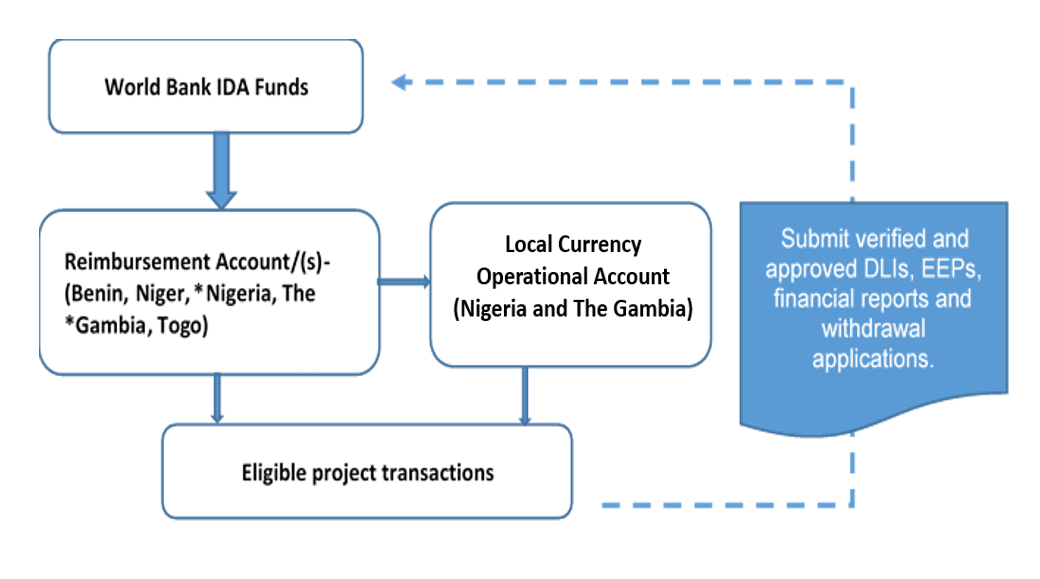 World Bank IDA Funds
Reimbursement Account/(s)-
(Benin, Niger, *Nigeria, The
*Gambia, Togo)
Local Currency
Operational Account
(Nigeria and The Gambia)
Submit verified and
approved DLIs, EEPs,
financial reports and
withdrawal
applications.
Eligible project transactions